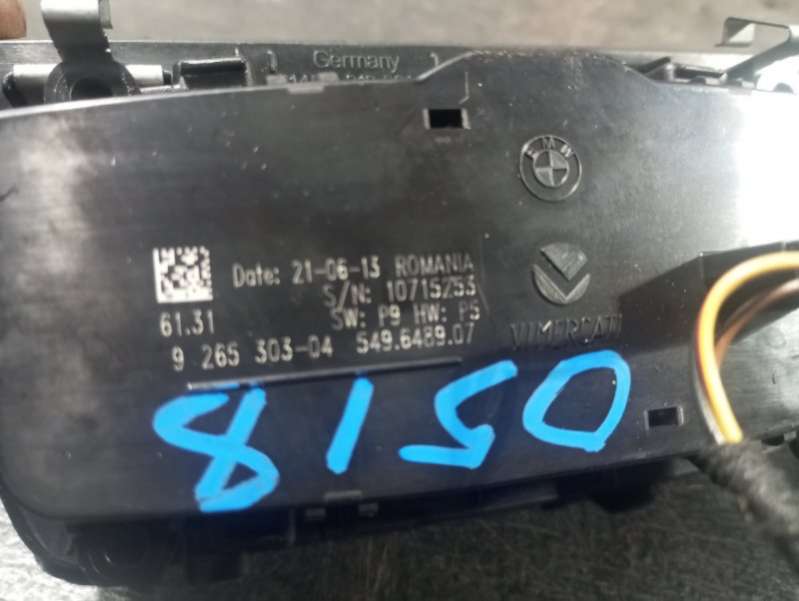 Germany
BMW
Date: 21-06-13 ROMANIA
S/N: 10715253
61.31 SW: P9 HW: P5
9 265 303-04 549.6489.07
VIMERCATI
8150